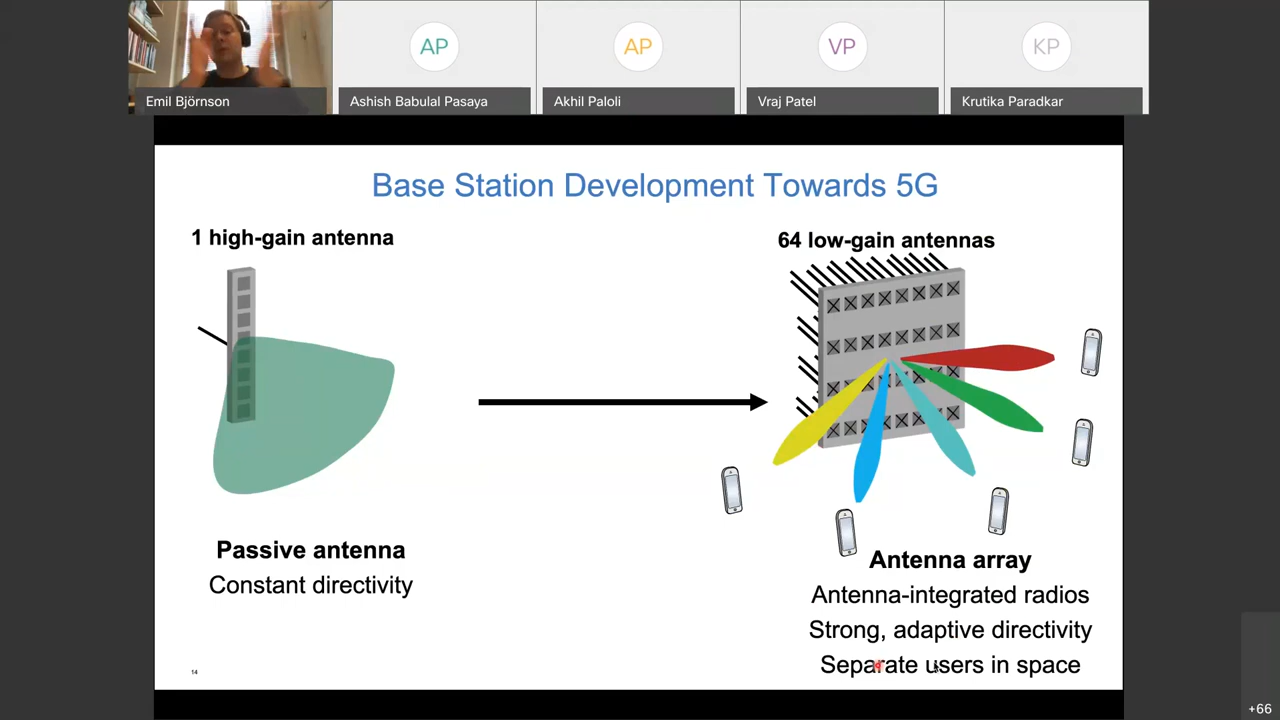 AP
AP
VP
KP
Emil Björnson
Ashish Babulal Pasaya
Akhil Paloli
Vraj Patel
Krutika Paradkar
Base Station Development Towards 5G
1 high-gain antenna
64 low-gain antennas
Passive antenna
Constant directivity
Antenna array
Antenna-integrated radios
Strong, adaptive directivity
Separate users in space
14
+66